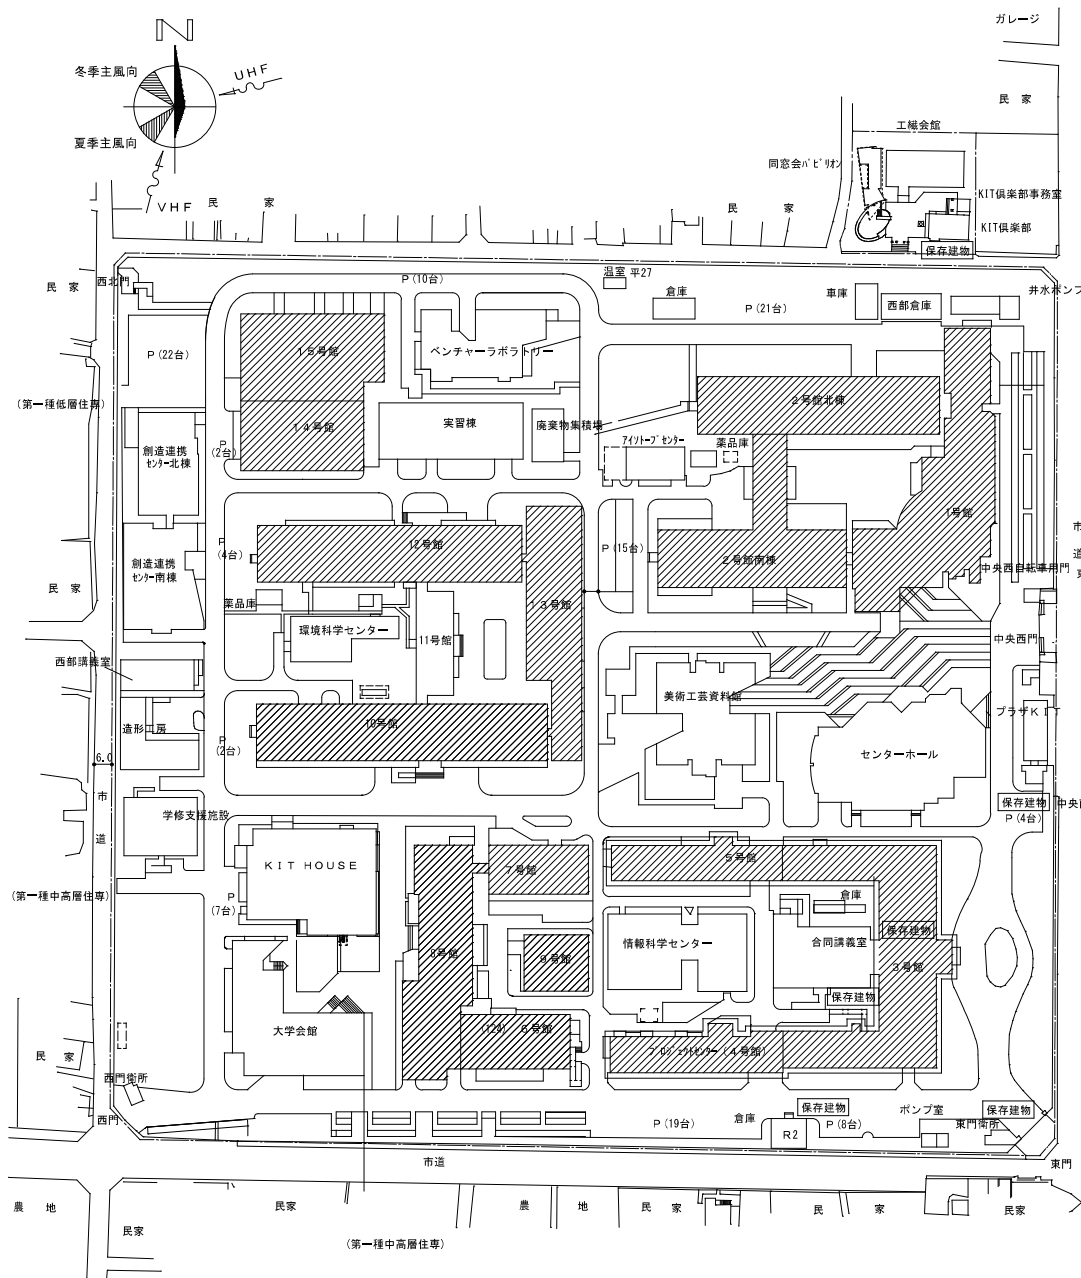 ガレージ
N
冬季主風向
UHF
夏季主風向
VHF
民 家
工繊会館
同窓会パビリオン
民 家
民 家
KIT倶楽部事務室
KIT倶楽部
保存建物
民 家
西北門
P(10台)
温室
平27
倉庫
P(21台)
車庫
西部倉庫
井水ポンプ
P(22台)
15号館
ベンチャーラボラトリー
(第一種低層住専)
14号館
実習棟
廃棄物集積場
2号館北棟
P
(2台)
創造連携
センター北棟
アイソトープセンター
薬品庫
1号館
市
道
東
P
(4台)
12号館
P(15台)
2号館南棟
中央西自転車用門
民 家
創造連携
センター南棟
薬品庫
13号館
環境科学センター
11号館
中央西門
西部講義室
美術工芸資料館
プラザKIT
造形工房
10号館
P
(2台)
センターホール
6.0
市
道
保存建物
中央西
P(4台)
学修支援施設
KIT HOUSE
7号館
5号館
(第一種中高層住専)
P
(7台)
倉庫
保存建物
8号館
9号館
情報科学センター
合同講義室
3号館
保存建物
大学会館
(124)
6号館
プロジェクトセンター(4号館)
民 家
西門衛所
西門
P(19台)
倉庫
保存建物
R2
P(8台)
ポンプ室
保存建物
東門衛所
市道
東門
農 地
民家
民家
農 地
民 家
民 家
民家
(第一種中高層住専)